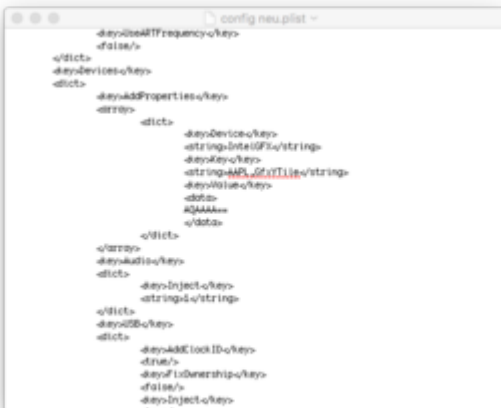 config neu.plist
<key>UseARTFrequency</key>
<false/>
</dict>
<key>Devices</key>
<dict>
<key>AddProperties</key>
<array>
<dict>
<key>Device</key>
<string>IntelGFX</string>
<key>Key</key>
<string>AAPL,GfxYTile</string>
<key>Value</key>
<data>
AQAAAA==
</data>
</dict>
</array>
<key>Audio</key>
<dict>
<key>Inject</key>
<string>1</string>
</dict>
<key>USB</key>
<dict>
<key>AddClockID</key>
<true/>
<key>FixOwnership</key>
<false/>
<key>Inject</key>